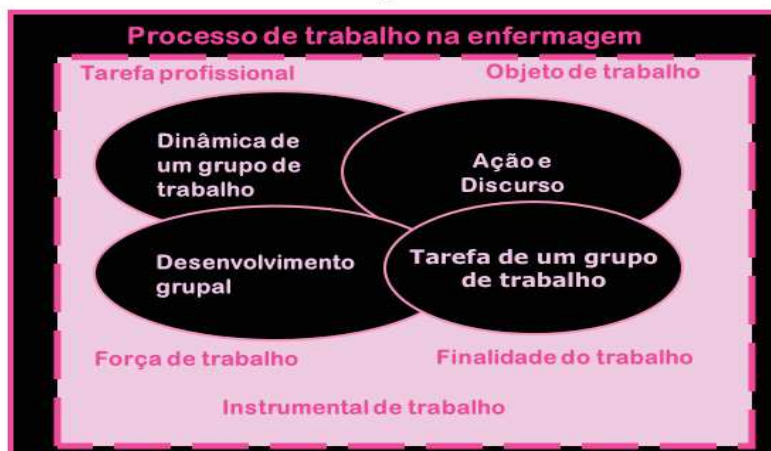 Processo de trabalho na enfermagem
Tarefa profissional
Objeto de trabalho
Dinâmica de
um grupo de
trabalho
Ação e
Discurso
Desenvolvimento
grupal
Tarefa de um grupo
de trabalho
Força de trabalho
Finalidade do trabalho
Instrumental de trabalho